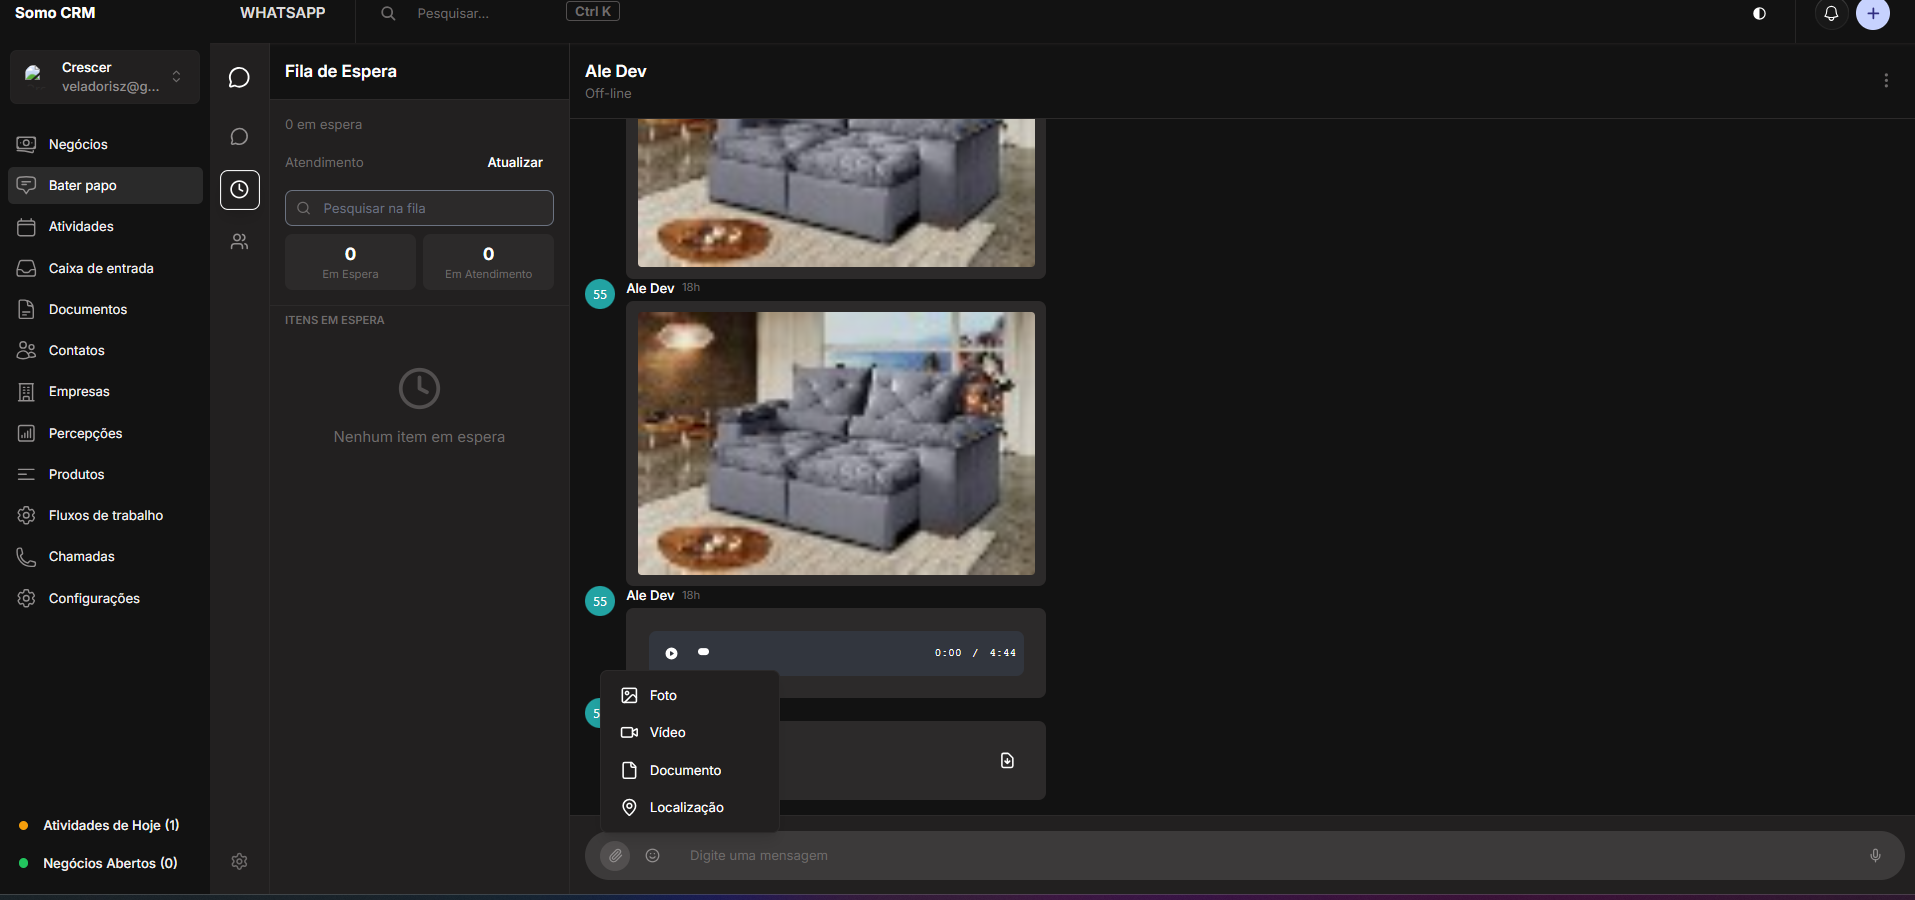 Somo CRM
WHATSAPP
Pesquisar...
Ctrl K
Crescer
veladorisz@g...
Negócios
Bater papo
Atividades
Caixa de entrada
Documentos
Contatos
Empresas
Percepções
Produtos
Fluxos de trabalho
Chamadas
Configurações
Atividades de Hoje (1)
Negócios Abertos (0)
Fila de Espera
0 em espera
Atendimento
Atualizar
Pesquisar na fila
0
Em Espera
0
Em Atendimento
ITENS EM ESPERA
Nenhum item em espera
Ale Dev
Off-line
55
Ale Dev 18h
55
Ale Dev 18h
0:00 / 4:44
5
Foto
Vídeo
Documento
Localização
Digite uma mensagem